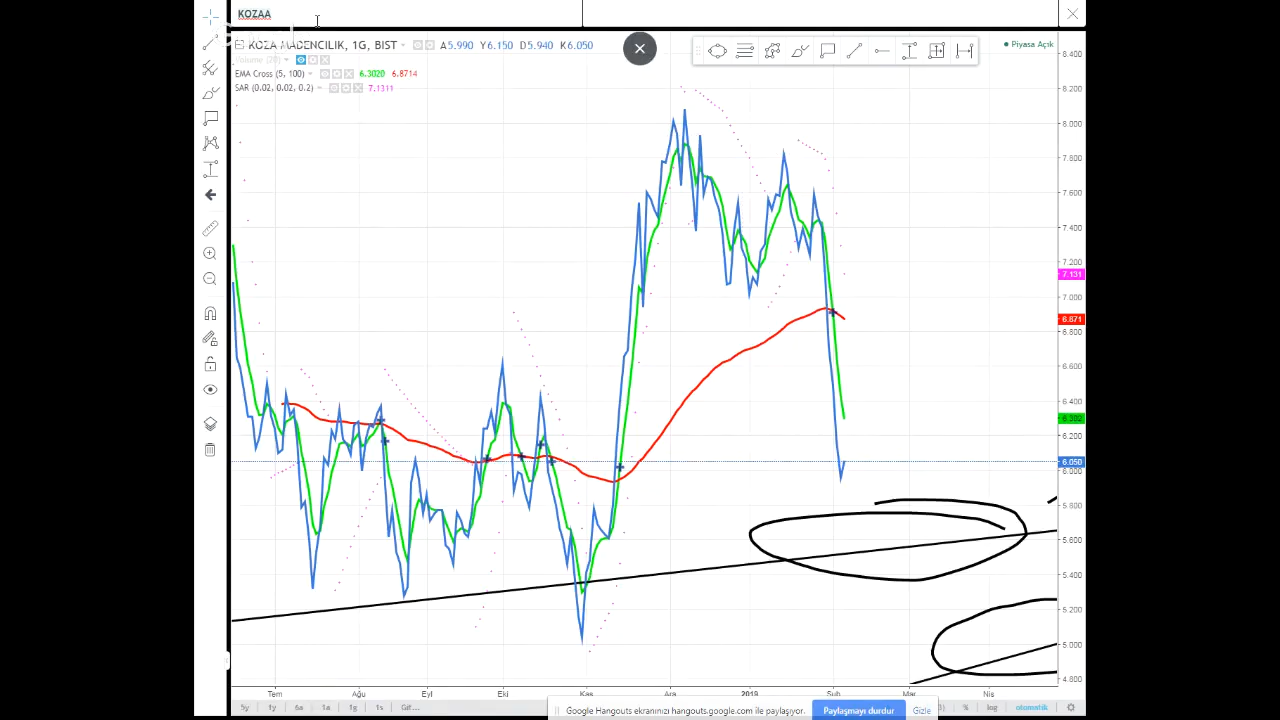 KOZAA
KOZA MADENCILIK, 1G, BIST A5.990 Y6.150 D5.940 K6.050
Piyasa Açık
Volume (20)
EMA Cross (5, 100) 6.3020 6.8714
SAR (0.02, 0.02, 0.2) 7.1311
8.400
8.200
8.000
7.800
7.600
7.400
7.200
7.131
7.000
6.871
6.800
6.600
6.400
6.302
6.200
6.050
6.000
5.800
5.600
5.400
5.200
5.000
4.800
Tem Ağu Eyl Eki Kas Ara 2019 Şub Mar Nis
5y 1y 6a 1a 1g 1s Git... % log otomatik
Google Hangouts ekranınızı hangouts.google.com ile paylaşıyor. Paylaşmayı durdur Gizle